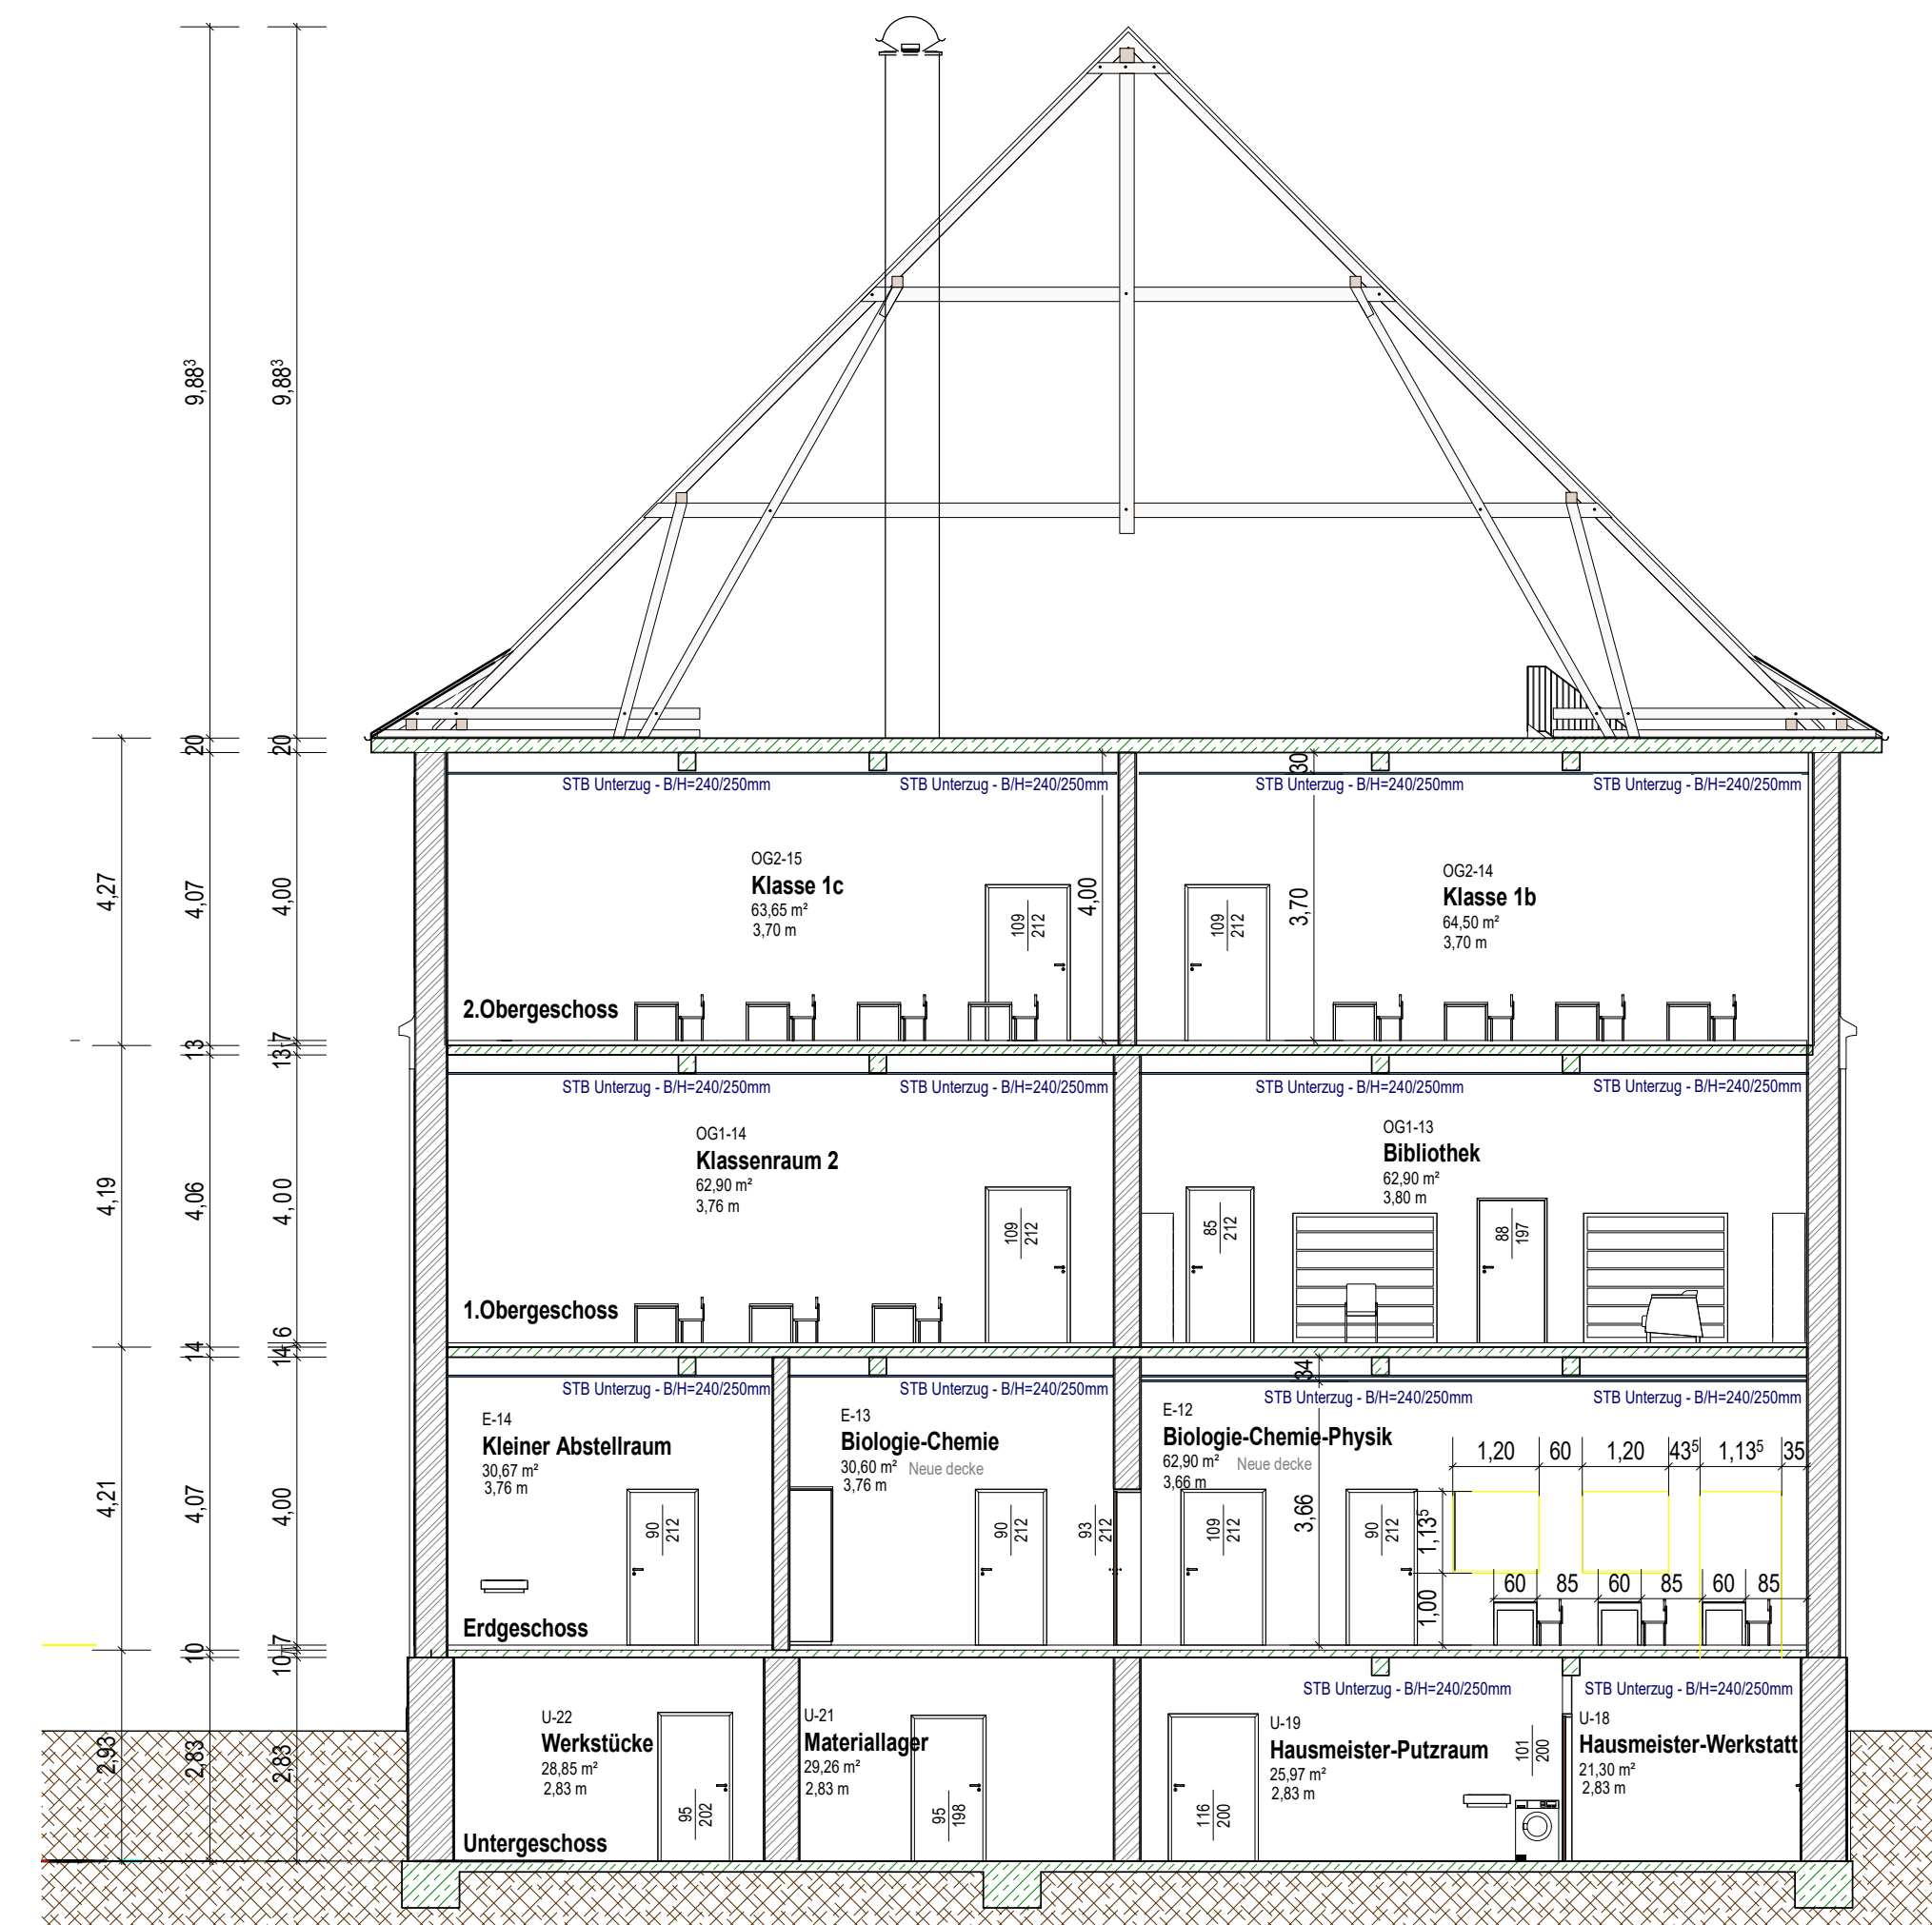 9,88³
9,88³
20
20
4,27
4,07
4,00
STB Unterzug - B/H=240/250mm
STB Unterzug - B/H=240/250mm
30
STB Unterzug - B/H=240/250mm
STB Unterzug - B/H=240/250mm
OG2-15
Klasse 1c
63,65 m²
3,70 m
109
212
4,00
109
212
3,70
OG2-14
Klasse 1b
64,50 m²
3,70 m
2.Obergeschoss
13
13 7
4,19
4,06
4,00
STB Unterzug - B/H=240/250mm
STB Unterzug - B/H=240/250mm
STB Unterzug - B/H=240/250mm
STB Unterzug - B/H=240/250mm
OG1-14
Klassenraum 2
62,90 m²
3,76 m
109
212
OG1-13
Bibliothek
62,90 m²
3,80 m
85
212
88
197
1.Obergeschoss
14
14 6
4,21
4,07
4,00
34
STB Unterzug - B/H=240/250mm
STB Unterzug - B/H=240/250mm
STB Unterzug - B/H=240/250mm
STB Unterzug - B/H=240/250mm
E-14
Kleiner Abstellraum
30,67 m²
3,76 m
90
212
E-13
Biologie-Chemie
30,60 m² Neue decke
3,76 m
90
212
93
212
E-12
Biologie-Chemie-Physik
62,90 m² Neue decke
3,66 m
109
212
3,66
90
212
1,20 60 1,20 43⁵ 1,13⁵ 35
1,13⁵
1,00
60 85 60 85 60 85
Erdgeschoss
10
10 7
2,93
2,83
2,83
STB Unterzug - B/H=240/250mm
STB Unterzug - B/H=240/250mm
U-22
Werkstücke
28,85 m²
2,83 m
95
202
U-21
Materiallager
29,26 m²
2,83 m
95
198
116
200
U-19
Hausmeister-Putzraum
25,97 m²
2,83 m
101
200
U-18
Hausmeister-Werkstatt
21,30 m²
2,83 m
Untergeschoss